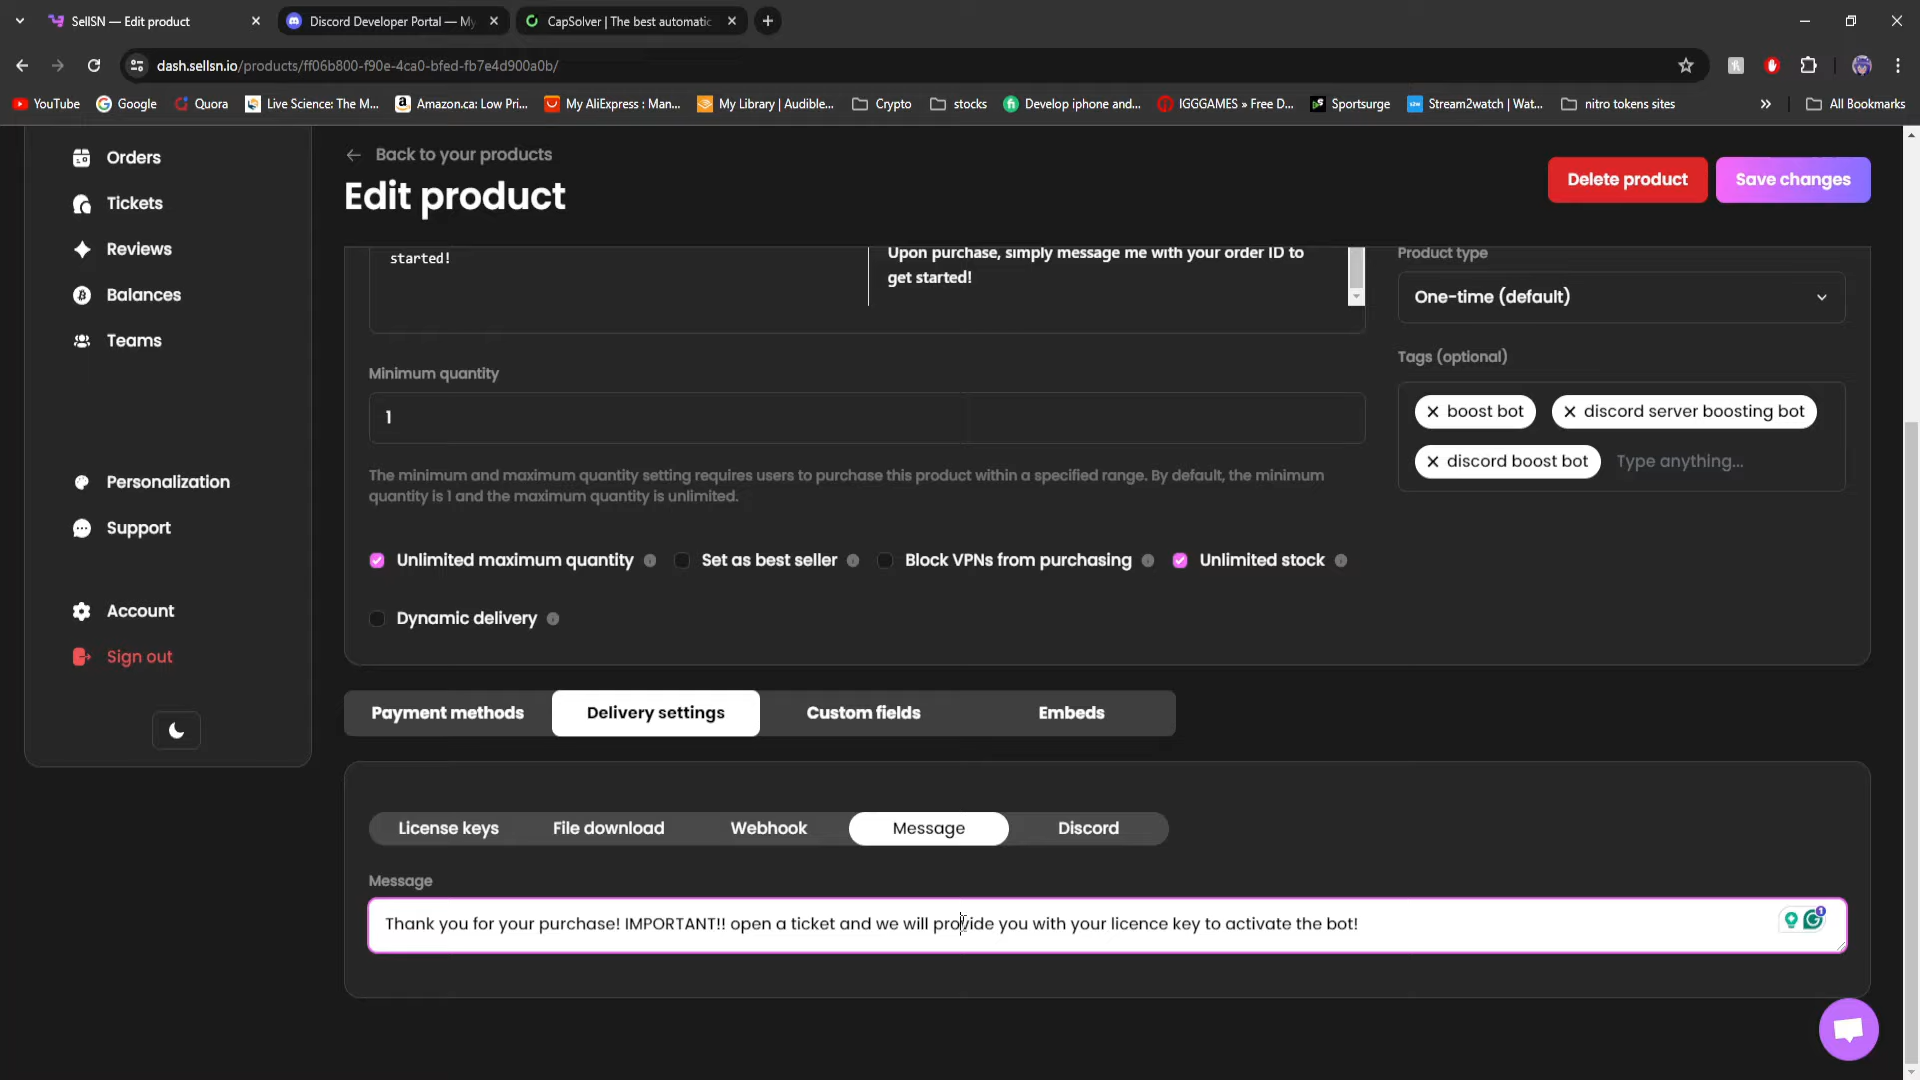 SellSN — Edit product
Discord Developer Portal — My
CapSolver | The best automatic
dash.sellsn.io/products/ff06b800-f90e-4ca0-bfed-fb7e4d900a0b/
YouTube
Google
Quora
Live Science: The M...
Amazon.ca: Low Pri...
My AliExpress : Man...
My Library | Audible...
Crypto
stocks
Develop iphone and...
IGGGAMES » Free D...
Sportsurge
Stream2watch | Wat...
nitro tokens sites
All Bookmarks
Orders
Tickets
Reviews
Balances
Teams
Personalization
Support
Account
Sign out
Back to your products
Edit product
Delete product
Save changes
started!
Upon purchase, simply message me with your order ID to
get started!
Product type
One-time (default)
Tags (optional)
boost bot
discord server boosting bot
discord boost bot
Type anything...
Minimum quantity
1
The minimum and maximum quantity setting requires users to purchase this product within a specified range. By default, the minimum
quantity is 1 and the maximum quantity is unlimited.
Unlimited maximum quantity
Set as best seller
Block VPNs from purchasing
Unlimited stock
Dynamic delivery
Payment methods
Delivery settings
Custom fields
Embeds
License keys
File download
Webhook
Message
Discord
Message
Thank you for your purchase! IMPORTANT!! open a ticket and we will provide you with your licence key to activate the bot!
1